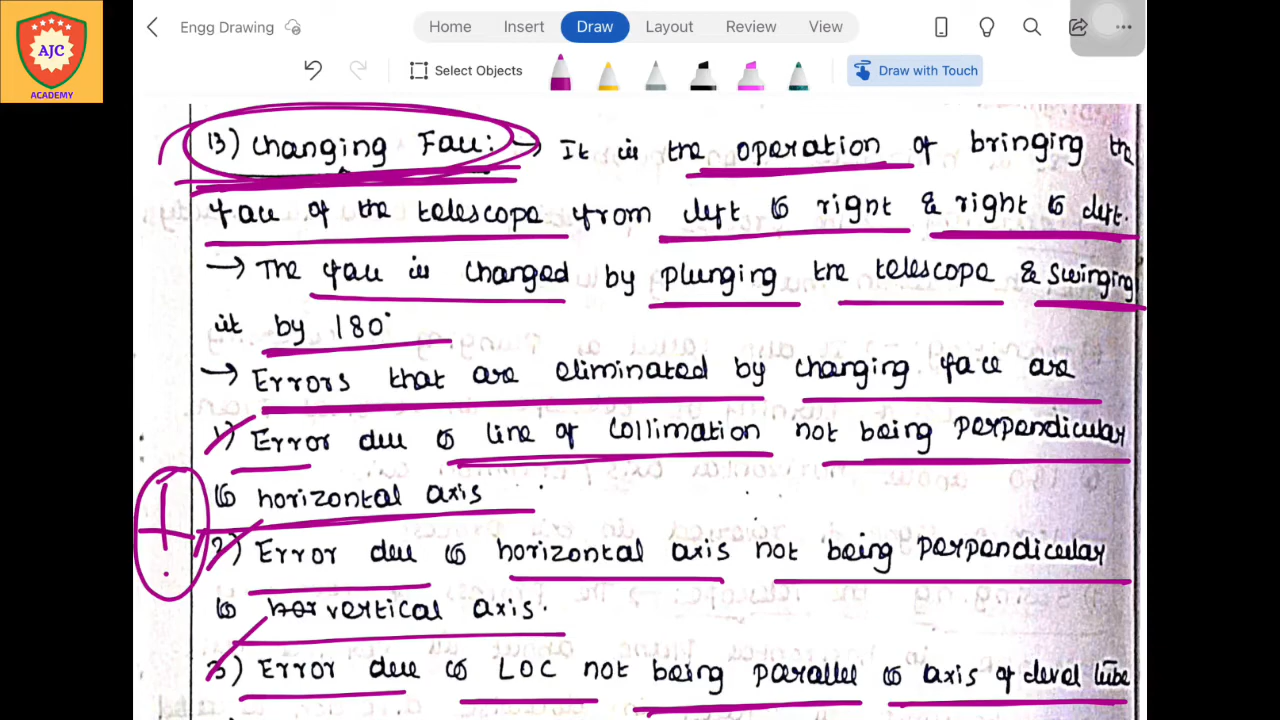 AJC
ACADEMY
Engg Drawing
Home Insert Draw Layout Review View
Select Objects
Draw with Touch
13) Changing Face: → It is the operation of bringing the
face of the telescope from left to right & right to left.
→ The face is changed by plunging the telescope & swinging
it by 180°
→ Errors that are eliminated by changing face are
1) Error due to line of collimation not being perpendicular
to horizontal axis
2) Error due to horizontal axis not being perpendicular
to hor vertical axis.
3) Error due to LOC not being parallel to axis of level tube